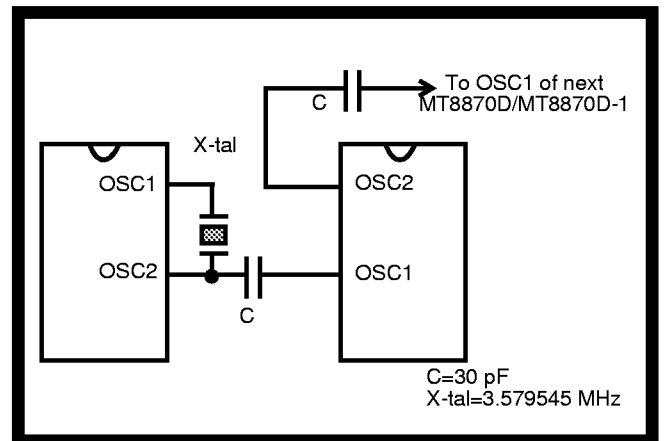 To OSC1 of next
MT8870D/MT8870D-1
C
X-tal
OSC1
OSC2
OSC2
OSC1
C
C=30 pF
X-tal=3.579545 MHz